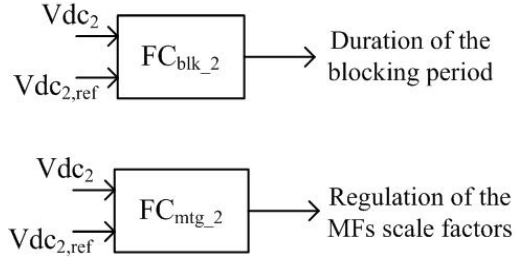 Vdc2
Vdc2,ref
FCblk_2
Duration of the
blocking period
Vdc2
Vdc2,ref
FCmtg_2
Regulation of the
MFs scale factors